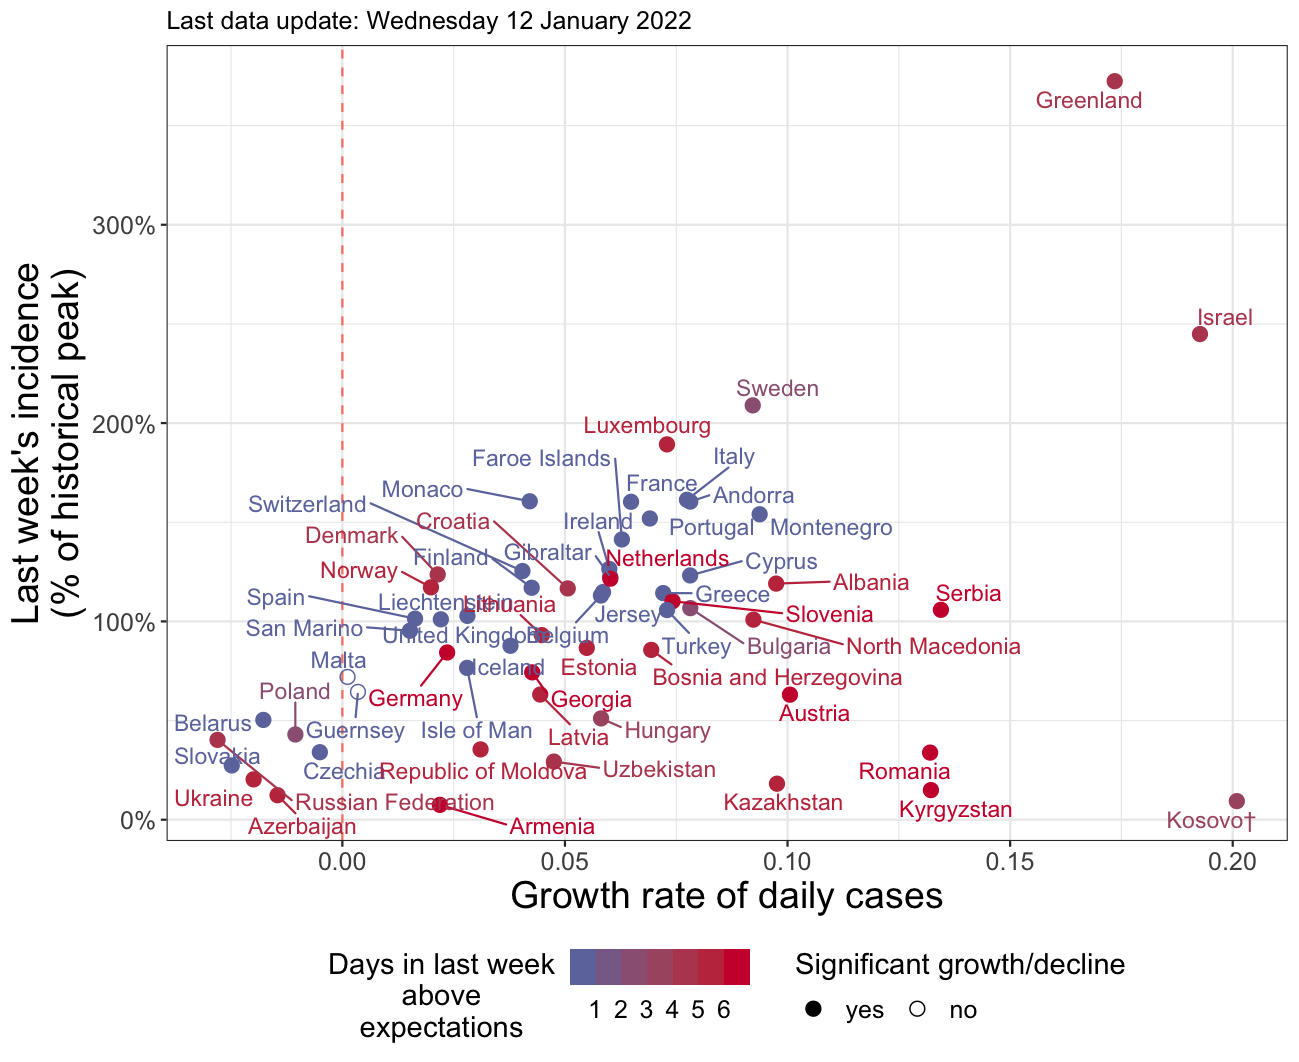 Last data update: Wednesday 12 January 2022
Last week's incidence
(% of historical peak)
300%
200%
100%
0%
Greenland
Israel
Sweden
Luxembourg
Italy
Faroe Islands
France
Monaco
Andorra
Switzerland
Croatia
Ireland
Portugal
Montenegro
Denmark
Finland
Gibraltar
Netherlands
Cyprus
Norway
Albania
Spain
Liechtenstein
Lithuania
Greece
Serbia
Jersey
Slovenia
San Marino
United Kingdom
Belgium
Turkey
Bulgaria
North Macedonia
Malta
Iceland
Estonia
Bosnia and Herzegovina
Poland
Germany
Georgia
Austria
Belarus
Guernsey
Isle of Man
Latvia
Hungary
Slovakia
Czechia
Republic of Moldova
Uzbekistan
Romania
Ukraine
Russian Federation
Kazakhstan
Kyrgyzstan
Azerbaijan
Armenia
Kosovo†
0.00
0.05
0.10
0.15
0.20
Growth rate of daily cases
Days in last week
above
expectations
1 2 3 4 5 6
Significant growth/decline
yes
no